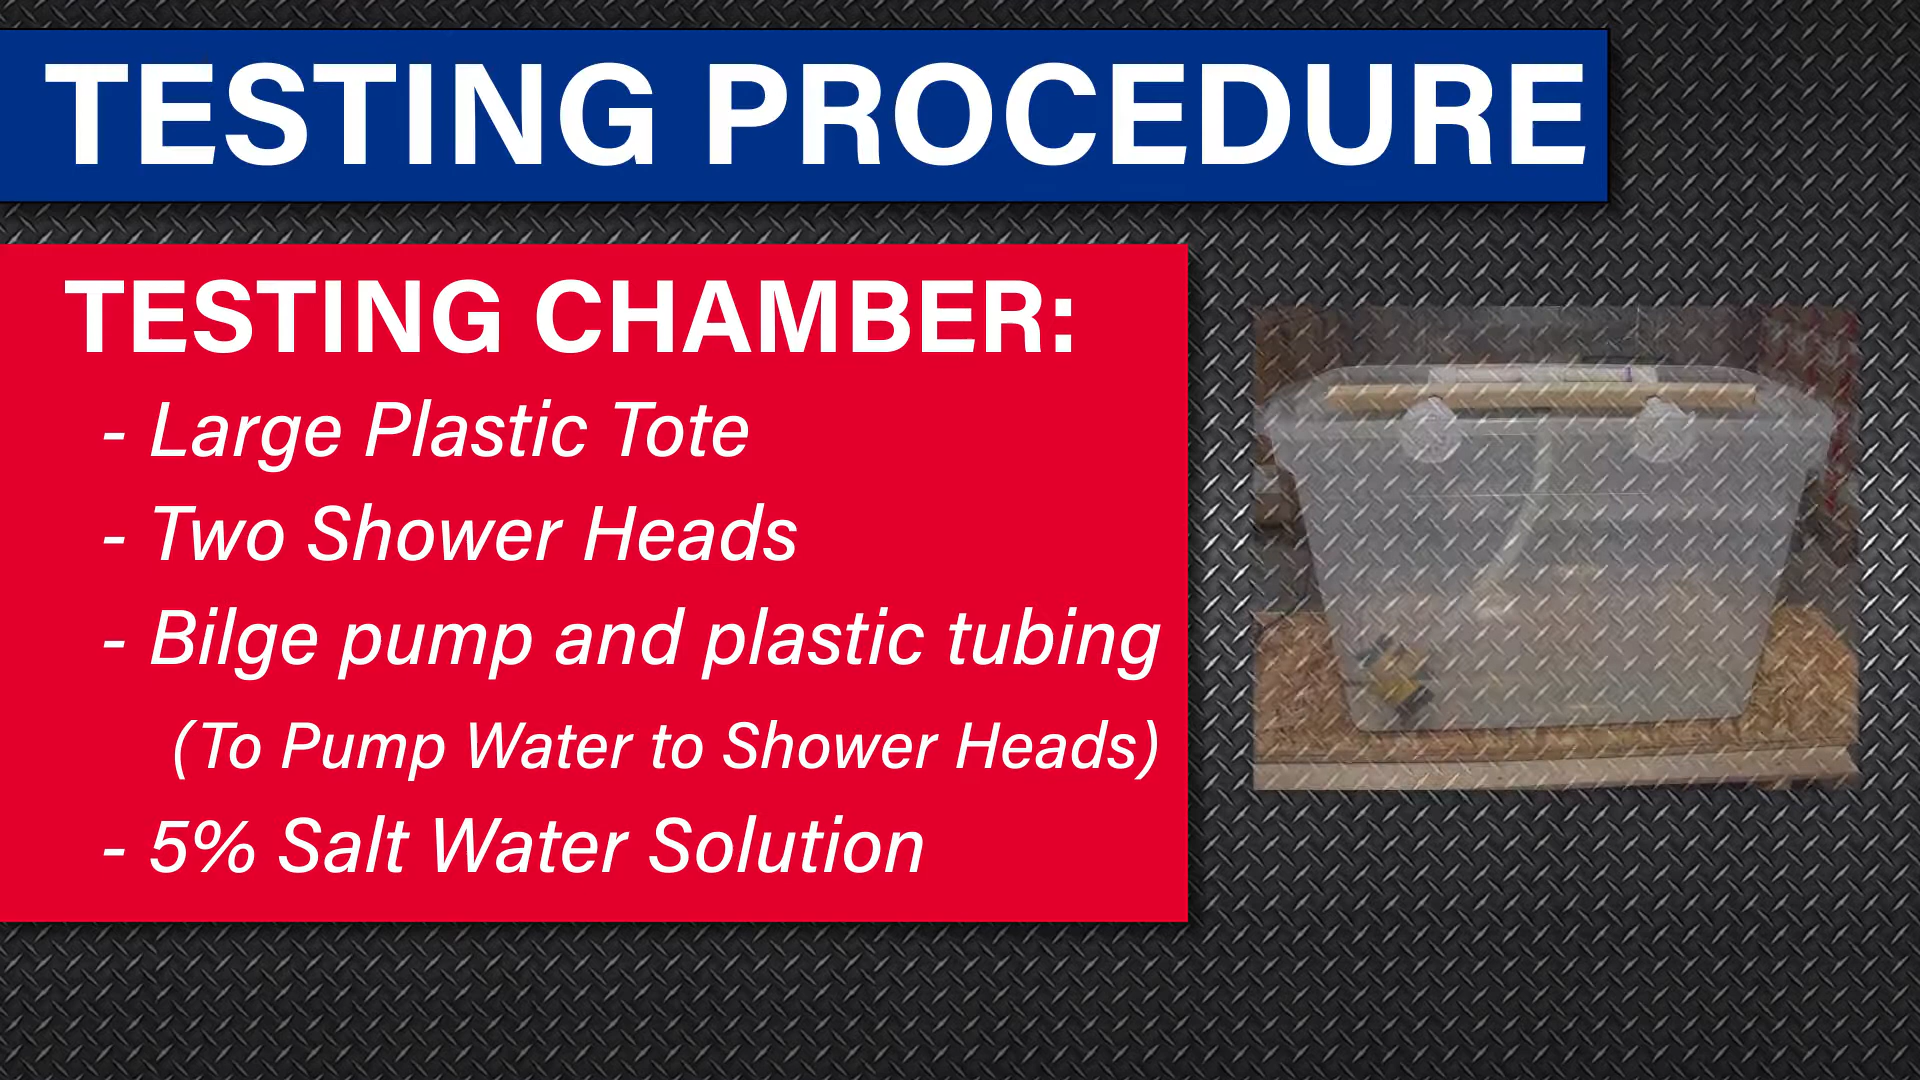 TESTING PROCEDURE
TESTING CHAMBER:
- Large Plastic Tote
- Two Shower Heads
- Bilge pump and plastic tubing
(To Pump Water to Shower Heads)
- 5% Salt Water Solution